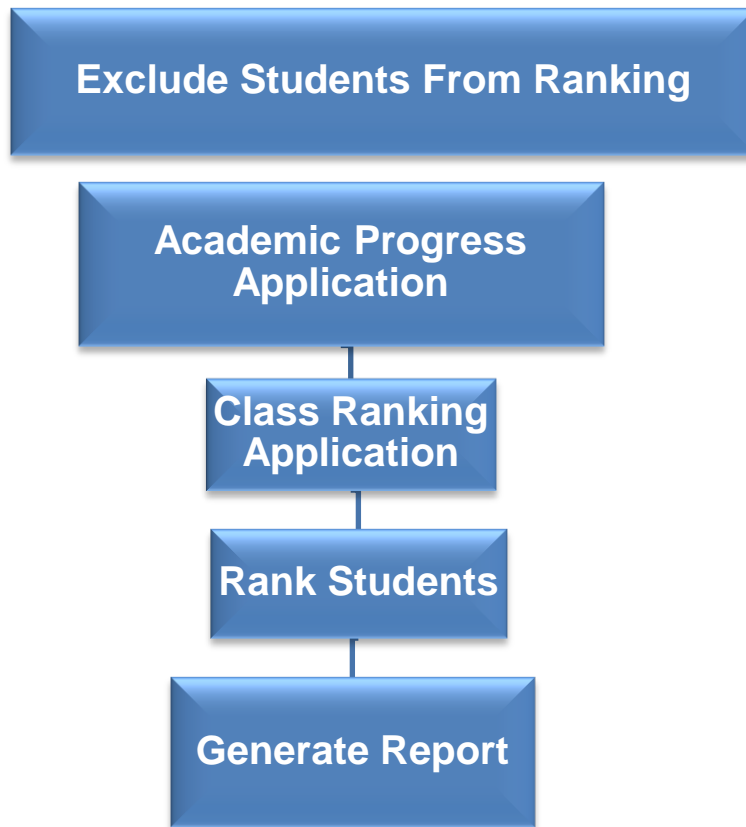 Exclude Students From Ranking
Academic Progress
Application
Class Ranking
Application
Rank Students
Generate Report